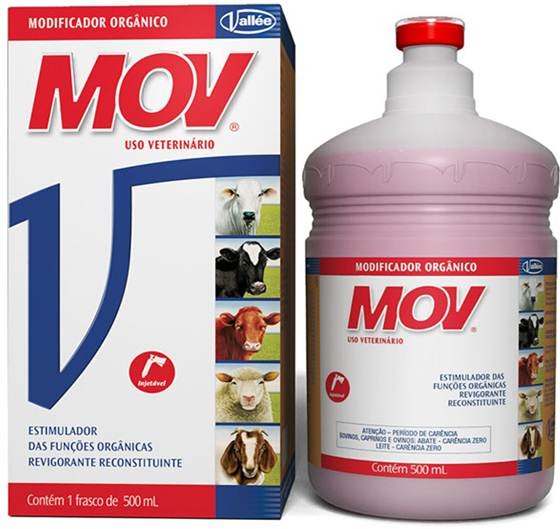 MODIFICADOR ORGÂNICO
Vallée
MOV®
USO VETERINÁRIO
Injetável
ESTIMULADOR
DAS FUNÇÕES ORGÂNICAS
REVIGORANTE RECONSTITUINTE
Contém 1 frasco de 500 mL
MODIFICADOR ORGÂNICO
Vallée
MOV®
USO VETERINÁRIO
Injetável
ESTIMULADOR DAS
FUNÇÕES ORGÂNICAS
REVIGORANTE
RECONSTITUINTE
ATENÇÃO – PERÍODO DE CARÊNCIA
BOVINOS, CAPRINOS E OVINOS: ABATE - CARÊNCIA ZERO
LEITE - CARÊNCIA ZERO
Contém 500 mL